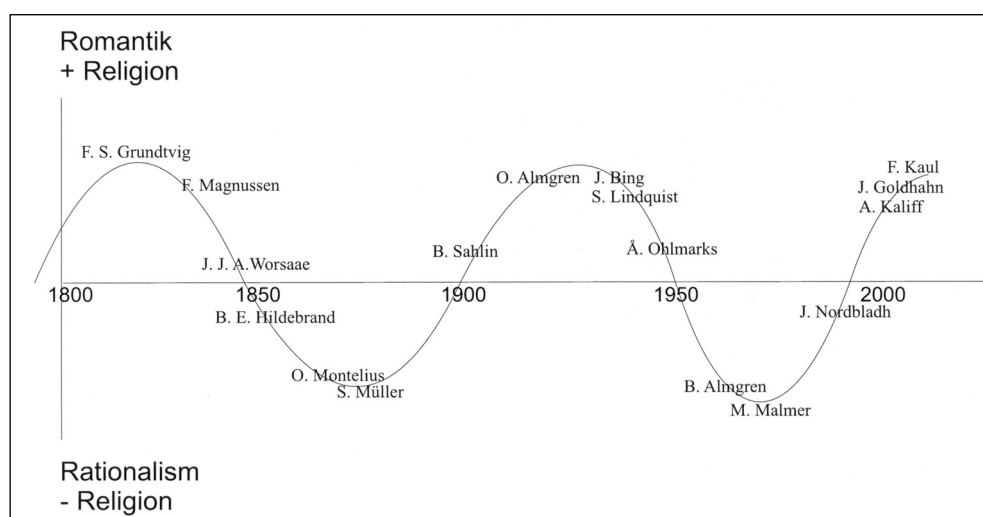 Romantik
+ Religion
F. S. Grundtvig
F. Magnussen
J. J. A.Worsaae
B. E. Hildebrand
O. Montelius
S. Müller
B. Sahlin
O. Almgren
J. Bing
S. Lindquist
Å. Ohlmarks
B. Almgren
M. Malmer
J. Nordbladh
F. Kaul
J. Goldhahn
A. Kaliff
1800 1850 1900 1950 2000
Rationalism
- Religion